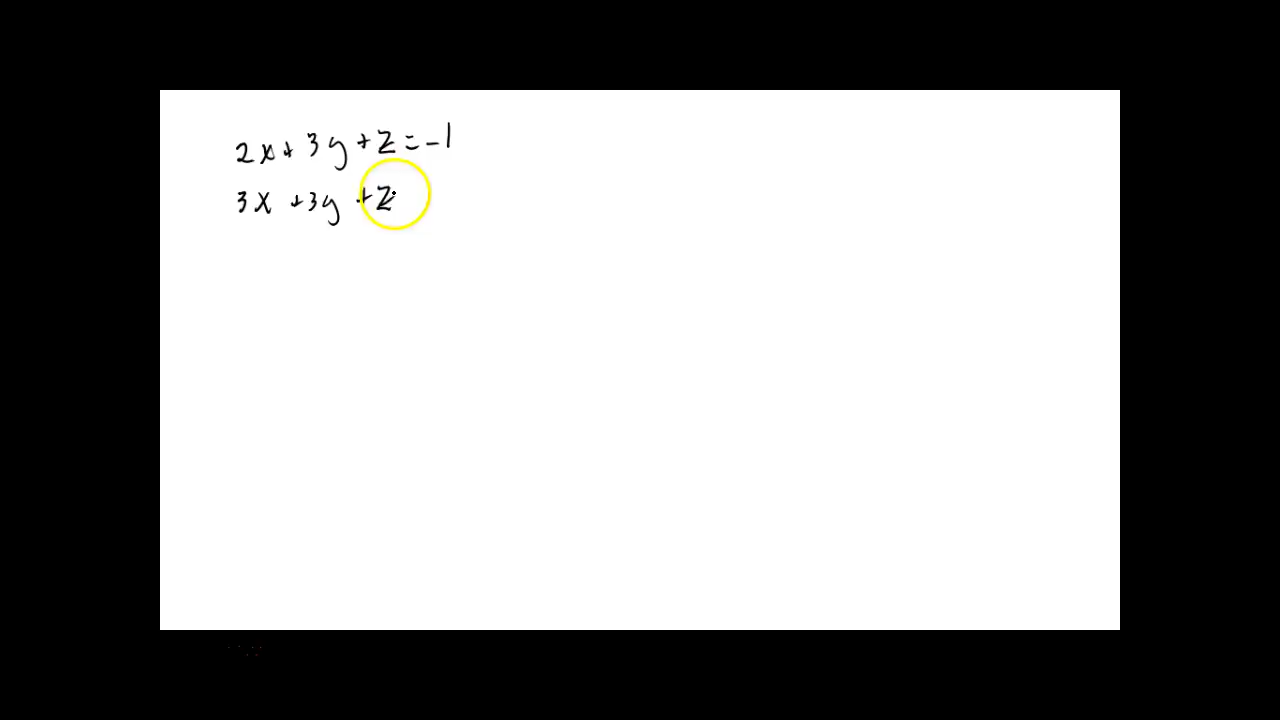 2x + 3y + z = -1
3x + 3y + z